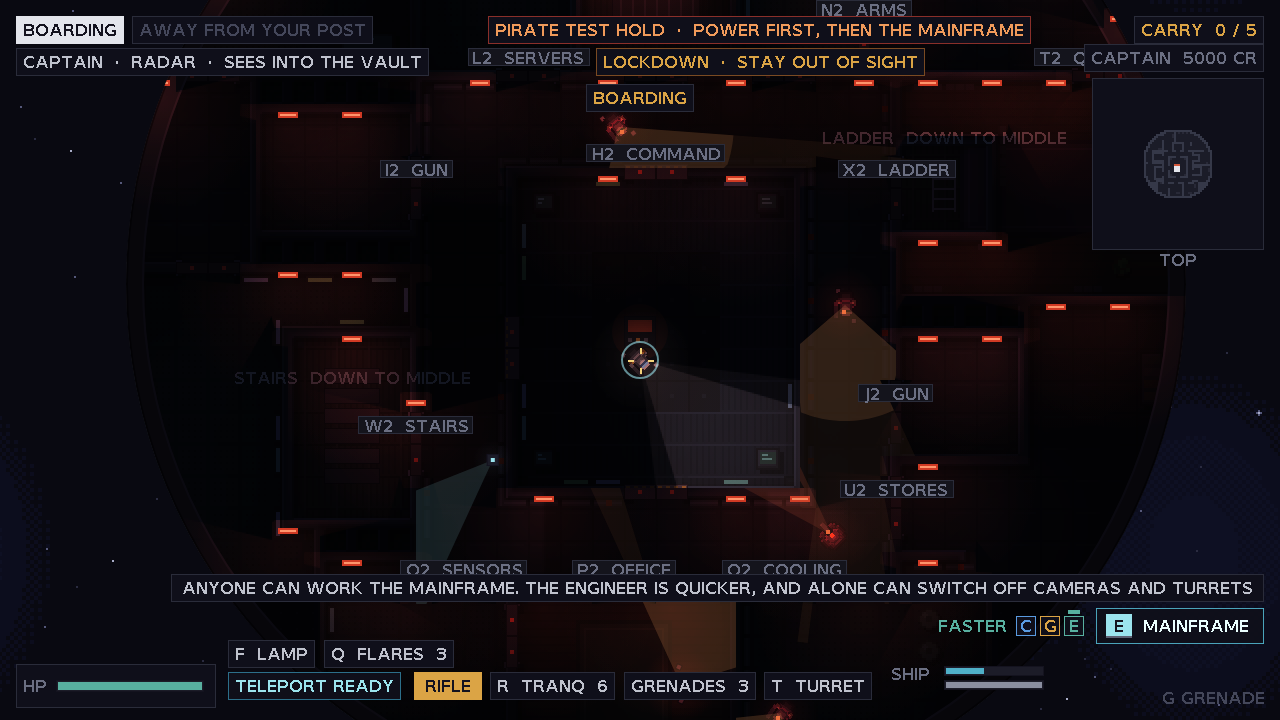 N2 ARMS
BOARDING
AWAY FROM YOUR POST
PIRATE TEST HOLD · POWER FIRST, THEN THE MAINFRAME
CARRY 0 / 5
CAPTAIN · RADAR · SEES INTO THE VAULT
L2 SERVERS
LOCKDOWN · STAY OUT OF SIGHT
T2 Q
CAPTAIN 5000 CR
BOARDING
LADDER DOWN TO MIDDLE
H2 COMMAND
I2 GUN
X2 LADDER
TOP
STAIRS DOWN TO MIDDLE
J2 GUN
W2 STAIRS
U2 STORES
O2 SENSORS
P2 OFFICE
ANYONE CAN WORK THE MAINFRAME. THE ENGINEER IS QUICKER, AND ALONE CAN SWITCH OFF CAMERAS AND TURRETS
FASTER C G E
E MAINFRAME
F LAMP
Q FLARES 3
HP
TELEPORT READY
RIFLE
R TRANQ 6
GRENADES 3
T TURRET
SHIP
G GRENADE